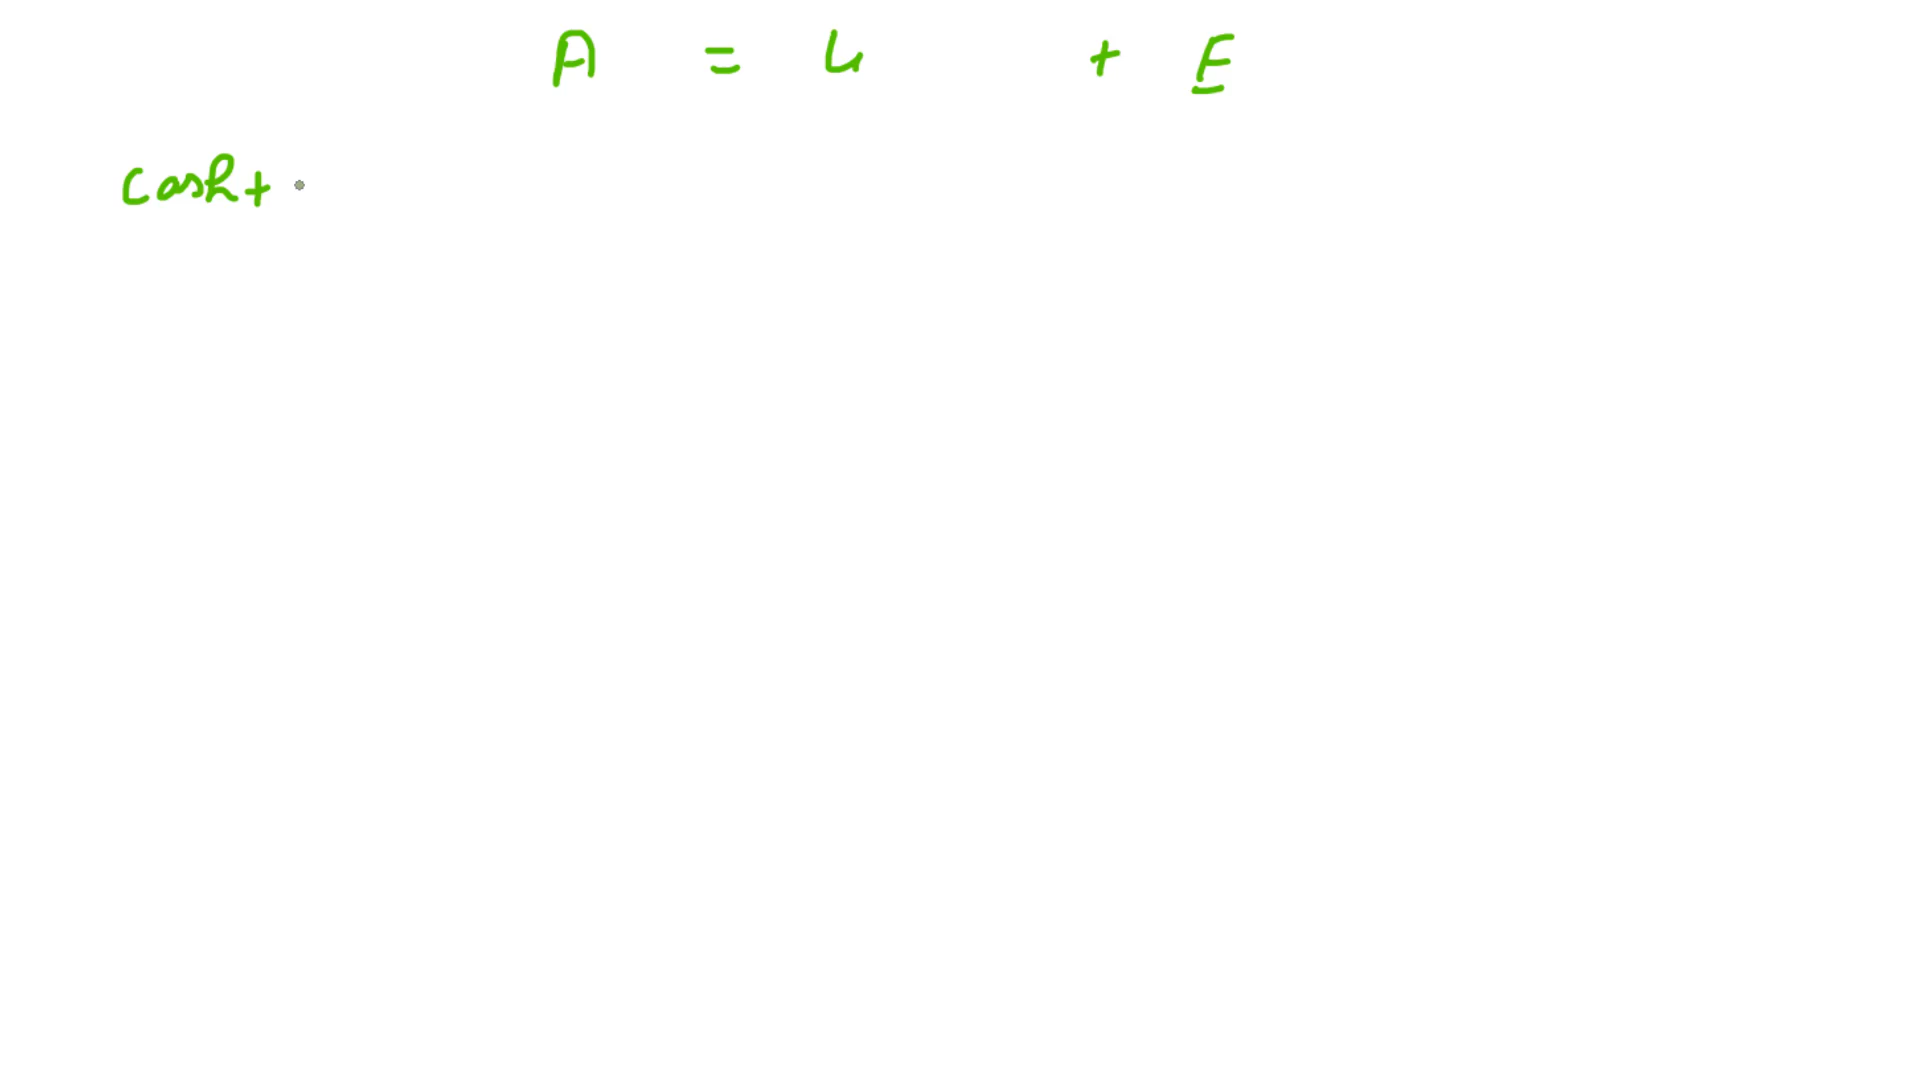 A = L + E
Cash +